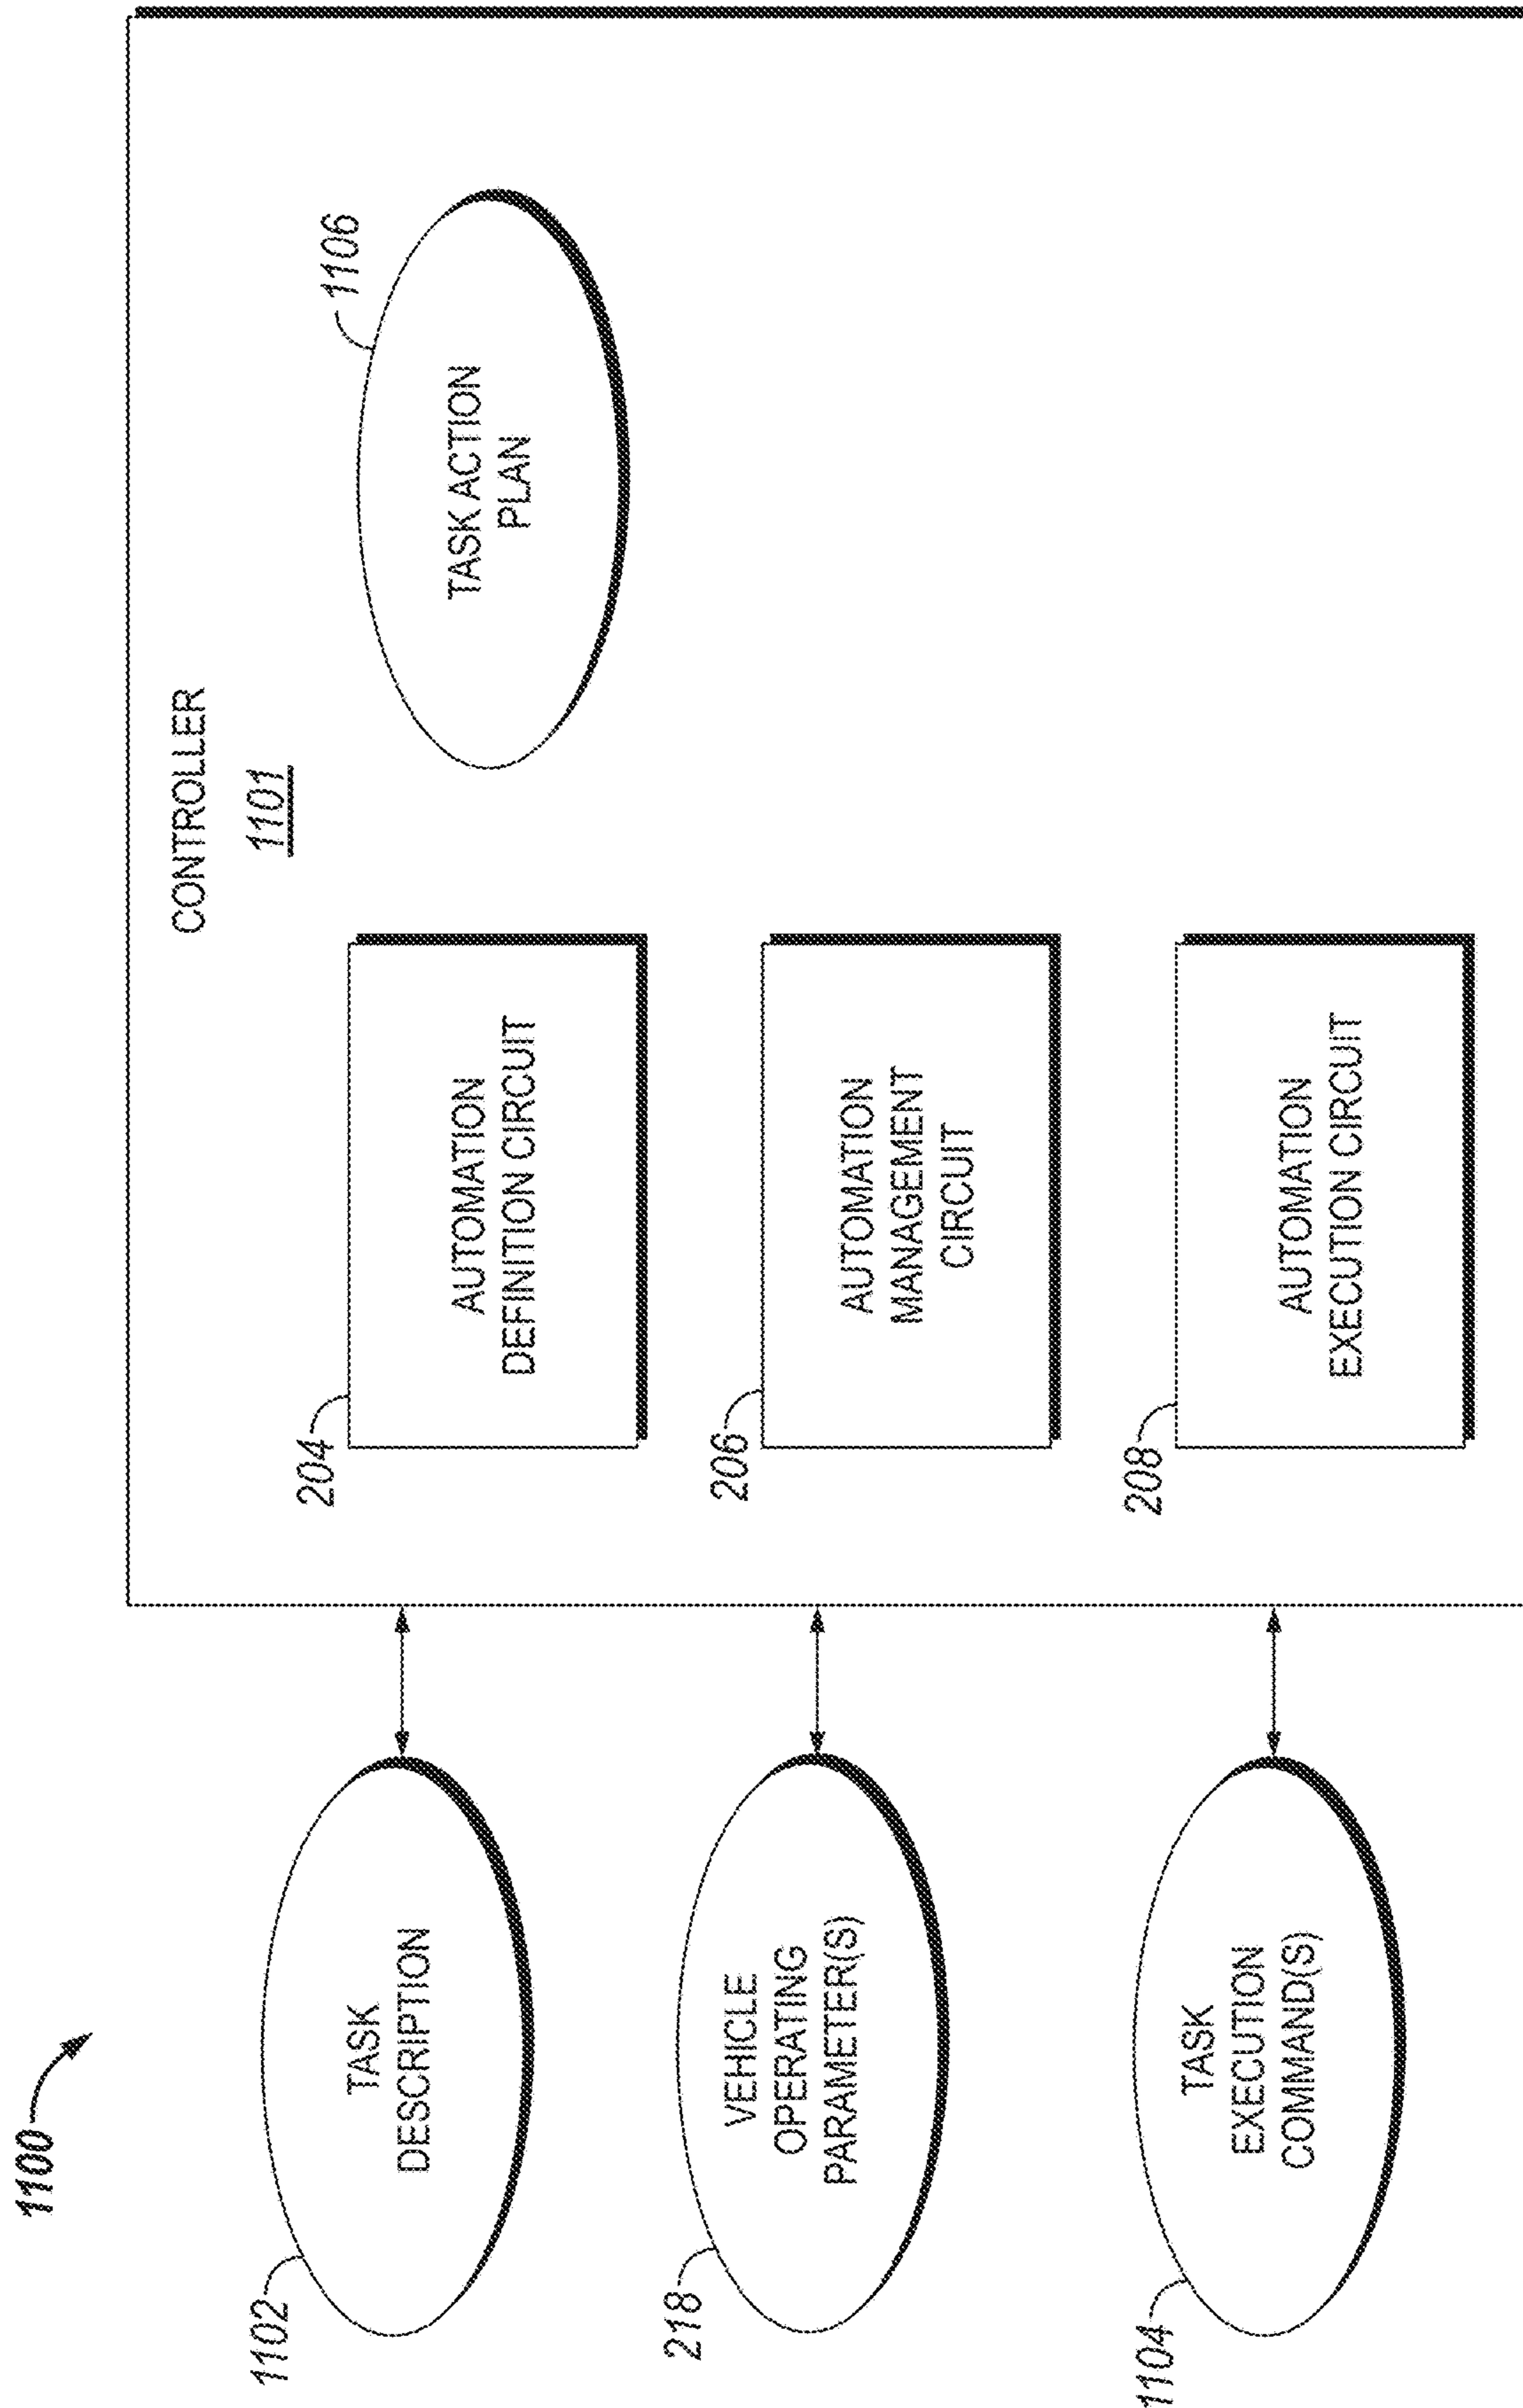 1100
CONTROLLER
1101
1102
TASK
DESCRIPTION
204
AUTOMATION
DEFINITION CIRCUIT
1106
TASK ACTION
PLAN
218
VEHICLE
OPERATING
PARAMETER(S)
206
AUTOMATION
MANAGEMENT
CIRCUIT
1104
TASK
EXECUTION
COMMAND(S)
208
AUTOMATION
EXECUTION CIRCUIT